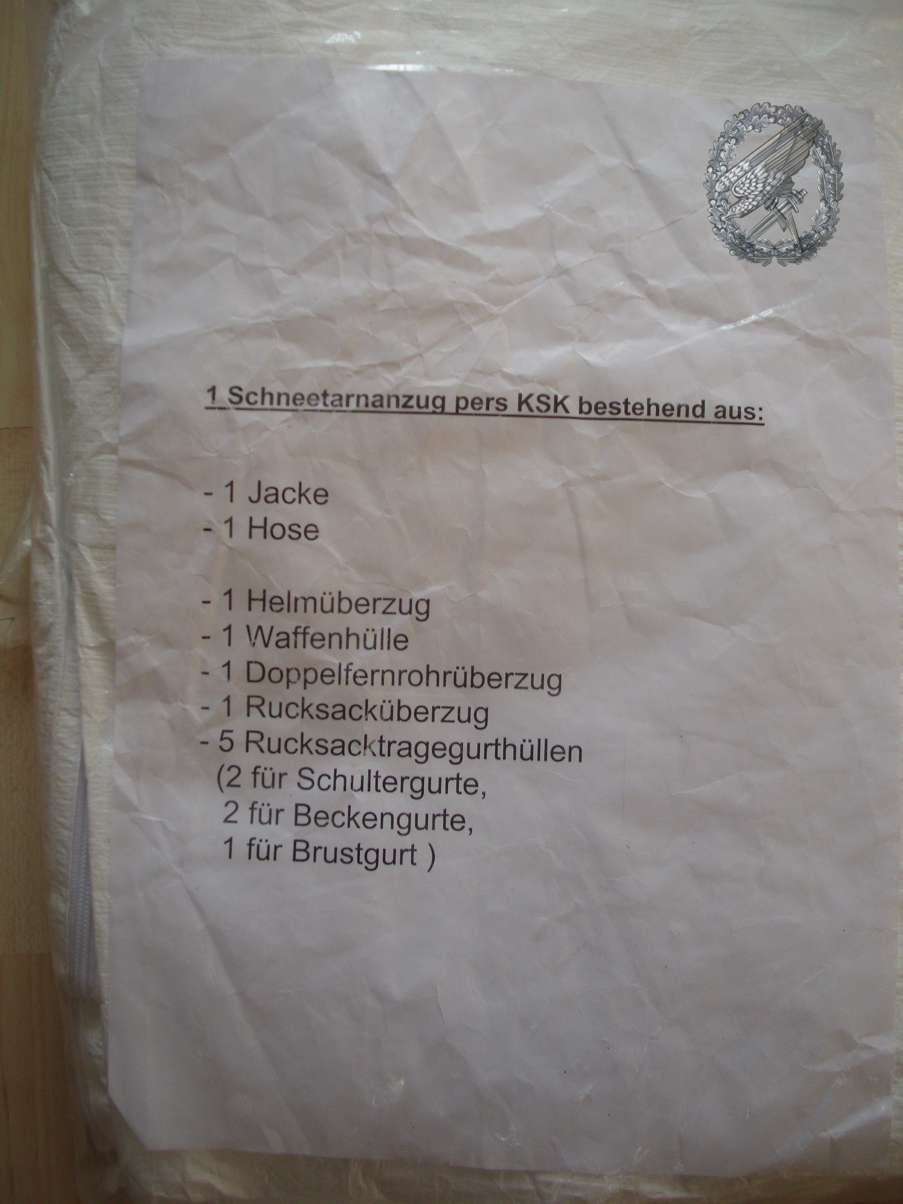 1 Schneetarnanzug pers KSK bestehend aus:
- 1 Jacke
- 1 Hose
- 1 Helmüberzug
- 1 Waffenhülle
- 1 Doppelfernrohrüberzug
- 1 Rucksacküberzug
- 5 Rucksacktragegurthüllen
(2 für Schultergurte,
2 für Beckengurte,
1 für Brustgurt )